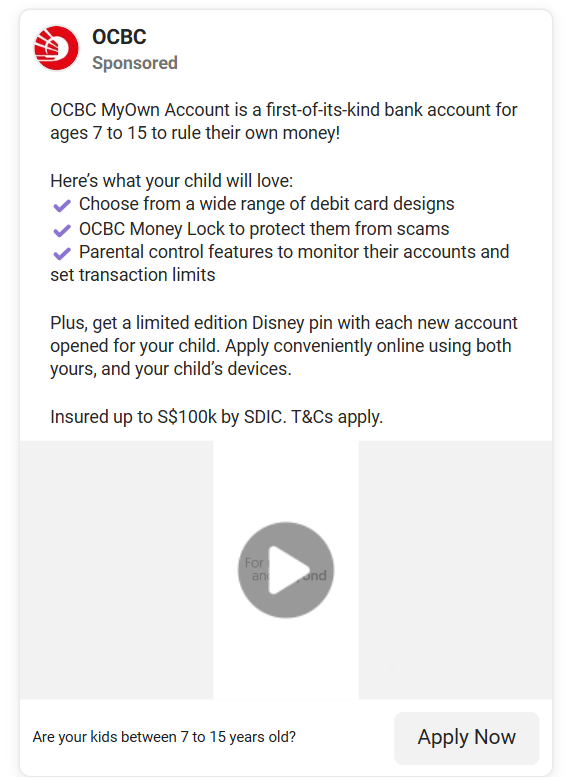 OCBC
Sponsored
OCBC MyOwn Account is a first-of-its-kind bank account for
ages 7 to 15 to rule their own money!
Here’s what your child will love:
Choose from a wide range of debit card designs
OCBC Money Lock to protect them from scams
Parental control features to monitor their accounts and
set transaction limits
Plus, get a limited edition Disney pin with each new account
opened for your child. Apply conveniently online using both
yours, and your child’s devices.
Insured up to S$100k by SDIC. T&Cs apply.
For
Are your kids between 7 to 15 years old?
Apply Now